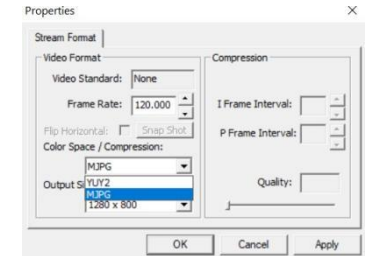 Properties
Stream Format
Video Format
Video Standard: None
Frame Rate: 120.000
Flip Horizontal: Snap Shot
Color Space / Compression:
MJPG
YUY2
MJPG
Output S
1280 x 800
Compression
I Frame Interval:
P Frame Interval:
Quality:
OK Cancel Apply